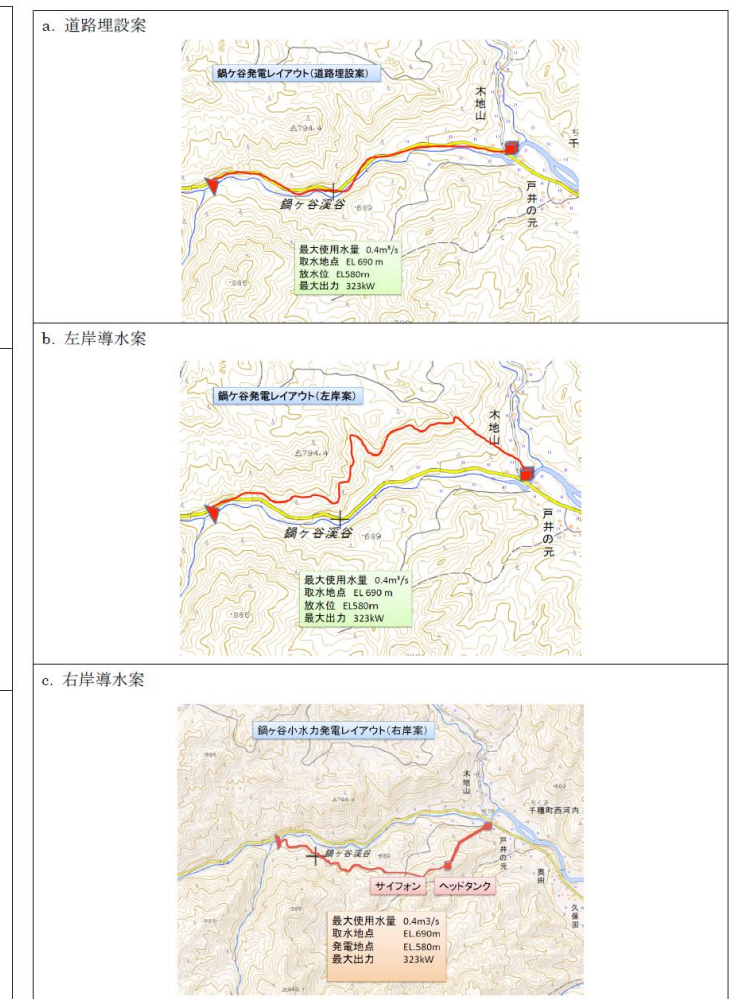 a. 道路埋設案
鍋ケ谷発電レイアウト(道路埋設案)
木地山
△794.4
ち
千
戸井の元
鍋ヶ谷渓谷
・689
最大使用水量 0.4m³/s
取水地点 EL 690 m
放水位 EL580m
最大出力 323kW
・885
b. 左岸導水案
鍋ケ谷発電レイアウト(左岸案)
木地山
△794.4
戸井の元
鍋ヶ谷渓谷
・689
最大使用水量 0.4m³/s
取水地点 EL 690 m
放水位 EL580m
最大出力 323kW
・885
c. 右岸導水案
鍋ヶ谷小水力発電レイアウト(右岸案)
木地山
ちくさ
千種町西河内
鍋ヶ谷渓谷
・689
戸井の元
サイフォン
ヘッドタンク
奥田
久保田
最大使用水量 0.4m3/s
取水地点 EL.690m
発電地点 EL.580m
最大出力 323kW